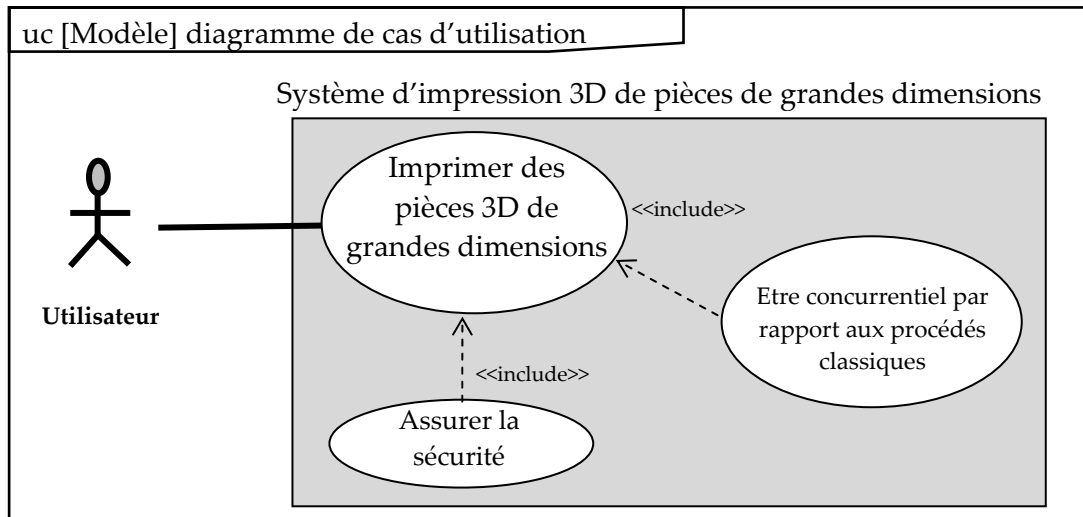 uc [Modèle] diagramme de cas d’utilisation
Système d’impression 3D de pièces de grandes dimensions
Imprimer des
pièces 3D de
grandes dimensions
<<include>>
Etre concurrentiel par
rapport aux procédés
classiques
Utilisateur
<<include>>
Assurer la
sécurité